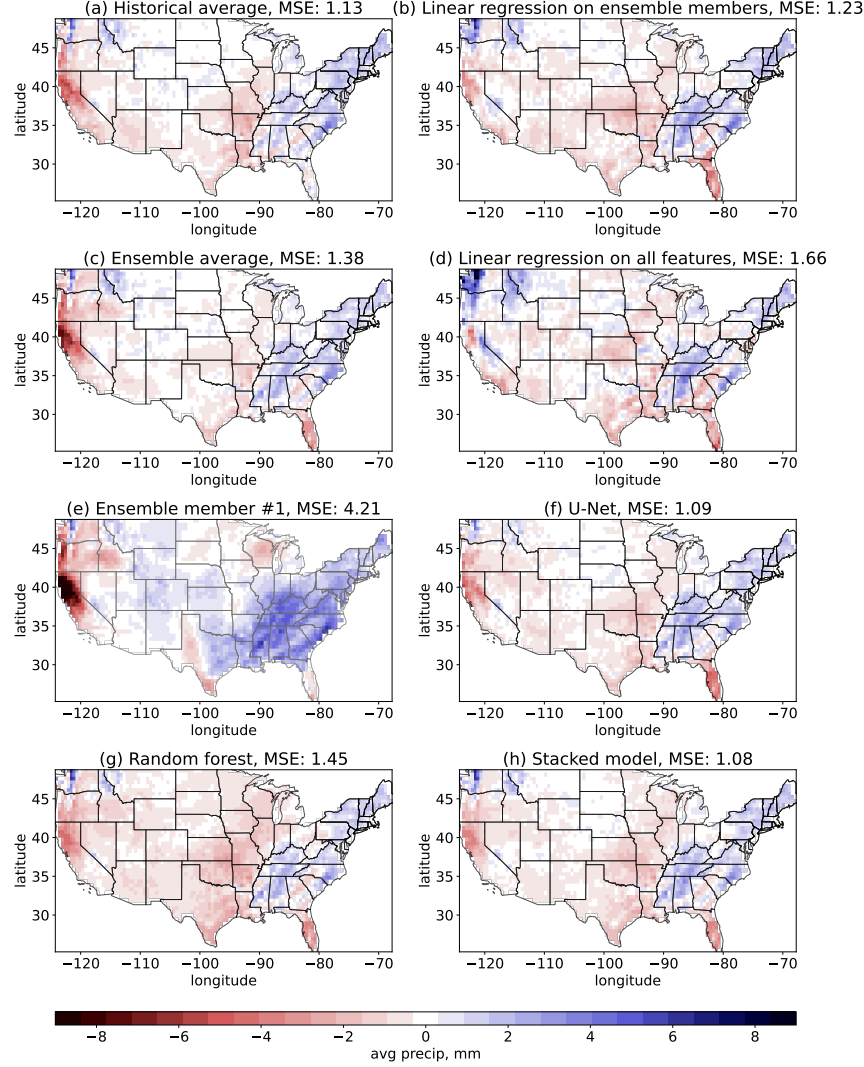 (a) Historical average, MSE: 1.13
(b) Linear regression on ensemble members, MSE: 1.23
latitude
45
40
35
30
−120 −110 −100 −90 −80 −70
longitude
latitude
45
40
35
30
−120 −110 −100 −90 −80 −70
longitude
(c) Ensemble average, MSE: 1.38
(d) Linear regression on all features, MSE: 1.66
latitude
45
40
35
30
−120 −110 −100 −90 −80 −70
longitude
latitude
45
40
35
30
−120 −110 −100 −90 −80 −70
longitude
(e) Ensemble member #1, MSE: 4.21
(f) U-Net, MSE: 1.09
latitude
45
40
35
30
−120 −110 −100 −90 −80 −70
longitude
latitude
45
40
35
30
−120 −110 −100 −90 −80 −70
longitude
(g) Random forest, MSE: 1.45
(h) Stacked model, MSE: 1.08
latitude
45
40
35
30
−120 −110 −100 −90 −80 −70
longitude
latitude
45
40
35
30
−120 −110 −100 −90 −80 −70
longitude
−8 −6 −4 −2 0 2 4 6 8
avg precip, mm